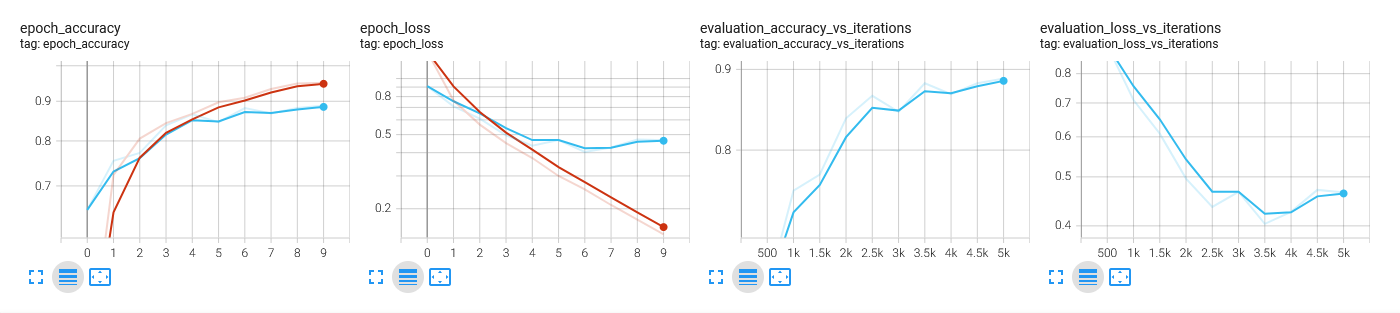 epoch_accuracy
tag: epoch_accuracy
0.9
0.8
0.7
0 1 2 3 4 5 6 7 8 9
epoch_loss
tag: epoch_loss
0.8
0.5
0.2
0 1 2 3 4 5 6 7 8 9
evaluation_accuracy_vs_iterations
tag: evaluation_accuracy_vs_iterations
0.9
0.8
500 1k 1.5k 2k 2.5k 3k 3.5k 4k 4.5k 5k
evaluation_loss_vs_iterations
tag: evaluation_loss_vs_iterations
0.8
0.7
0.6
0.5
0.4
500 1k 1.5k 2k 2.5k 3k 3.5k 4k 4.5k 5k